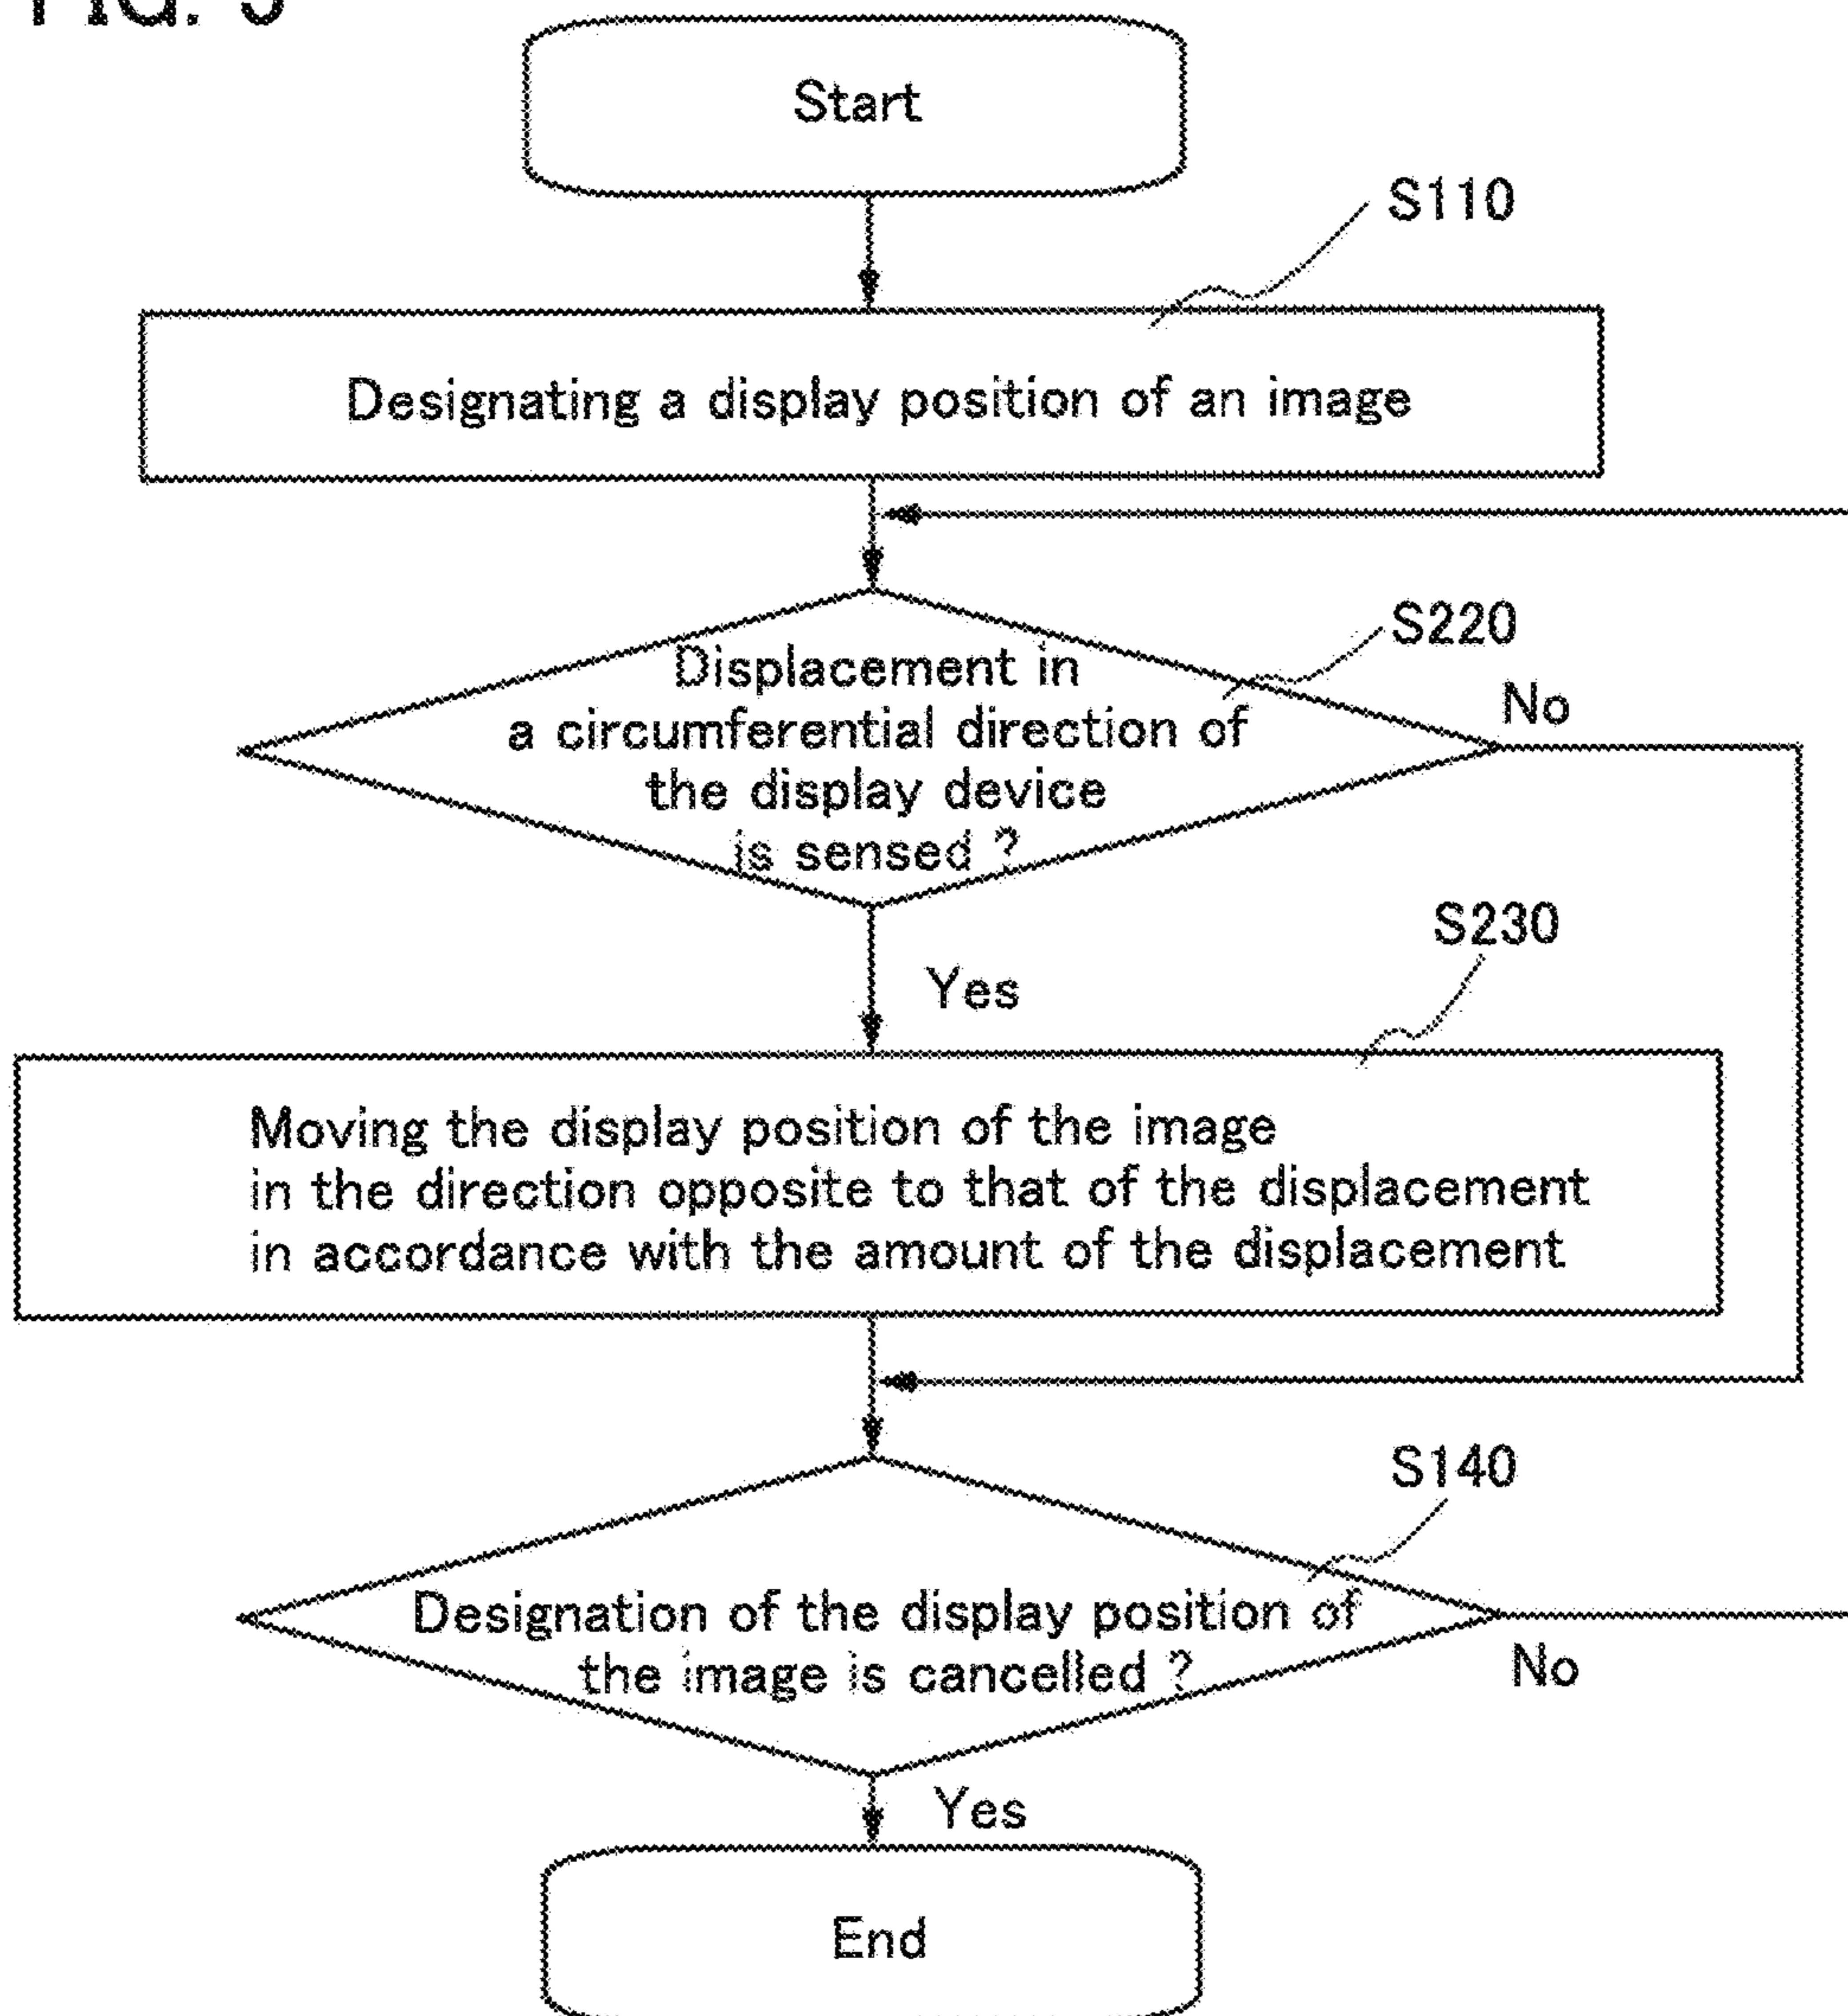 Start
S110
Designating a display position of an image
S220
Displacement in
a circumferential direction of
the display device
is sensed ?
No
Yes
S230
Moving the display position of the image
in the direction opposite to that of the displacement
in accordance with the amount of the displacement
S140
Designation of the display position of
the image is cancelled ?
No
Yes
End